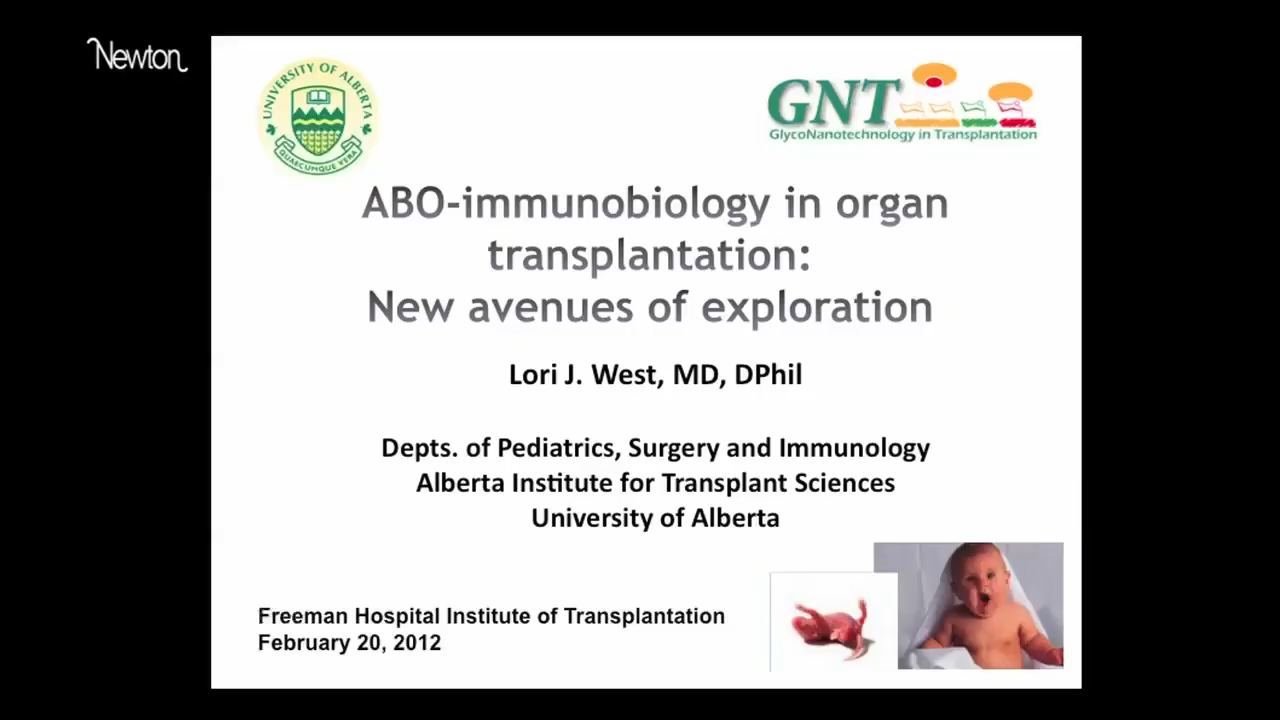 Newton
UNIVERSITY OF ALBERTA
QUAECUMQUE VERA
GNT
GlycoNanotechnology in Transplantation
ABO-immunobiology in organ
transplantation:
New avenues of exploration
Lori J. West, MD, DPhil
Depts. of Pediatrics, Surgery and Immunology
Alberta Institute for Transplant Sciences
University of Alberta
Freeman Hospital Institute of Transplantation
February 20, 2012